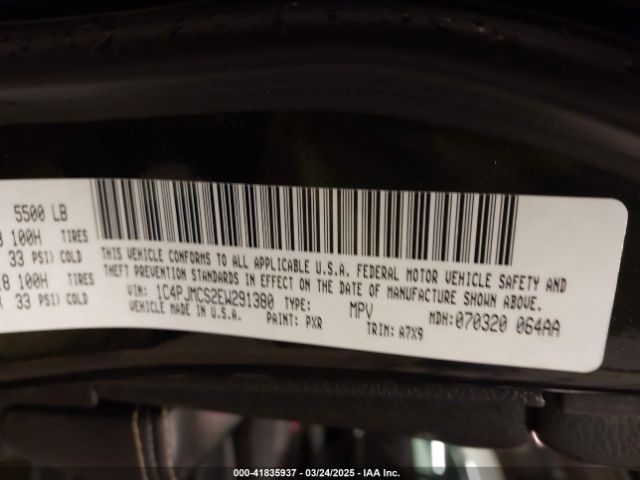 5500 LB
100H TIRES
33 PSI) COLD
100H TIRES
33 PSI) COLD
THIS VEHICLE CONFORMS TO ALL APPLICABLE U.S.A. FEDERAL MOTOR VEHICLE SAFETY AND
THEFT PREVENTION STANDARDS IN EFFECT ON THE DATE OF MANUFACTURE SHOWN ABOVE.
VIN: 1C4PJMCS2EW291380 TYPE: MPV MDH: 070320 064AA
VEHICLE MADE IN U.S.A. PAINT: PXR TRIM: A7X9
000-41835937 - 03/24/2025 - IAA Inc.